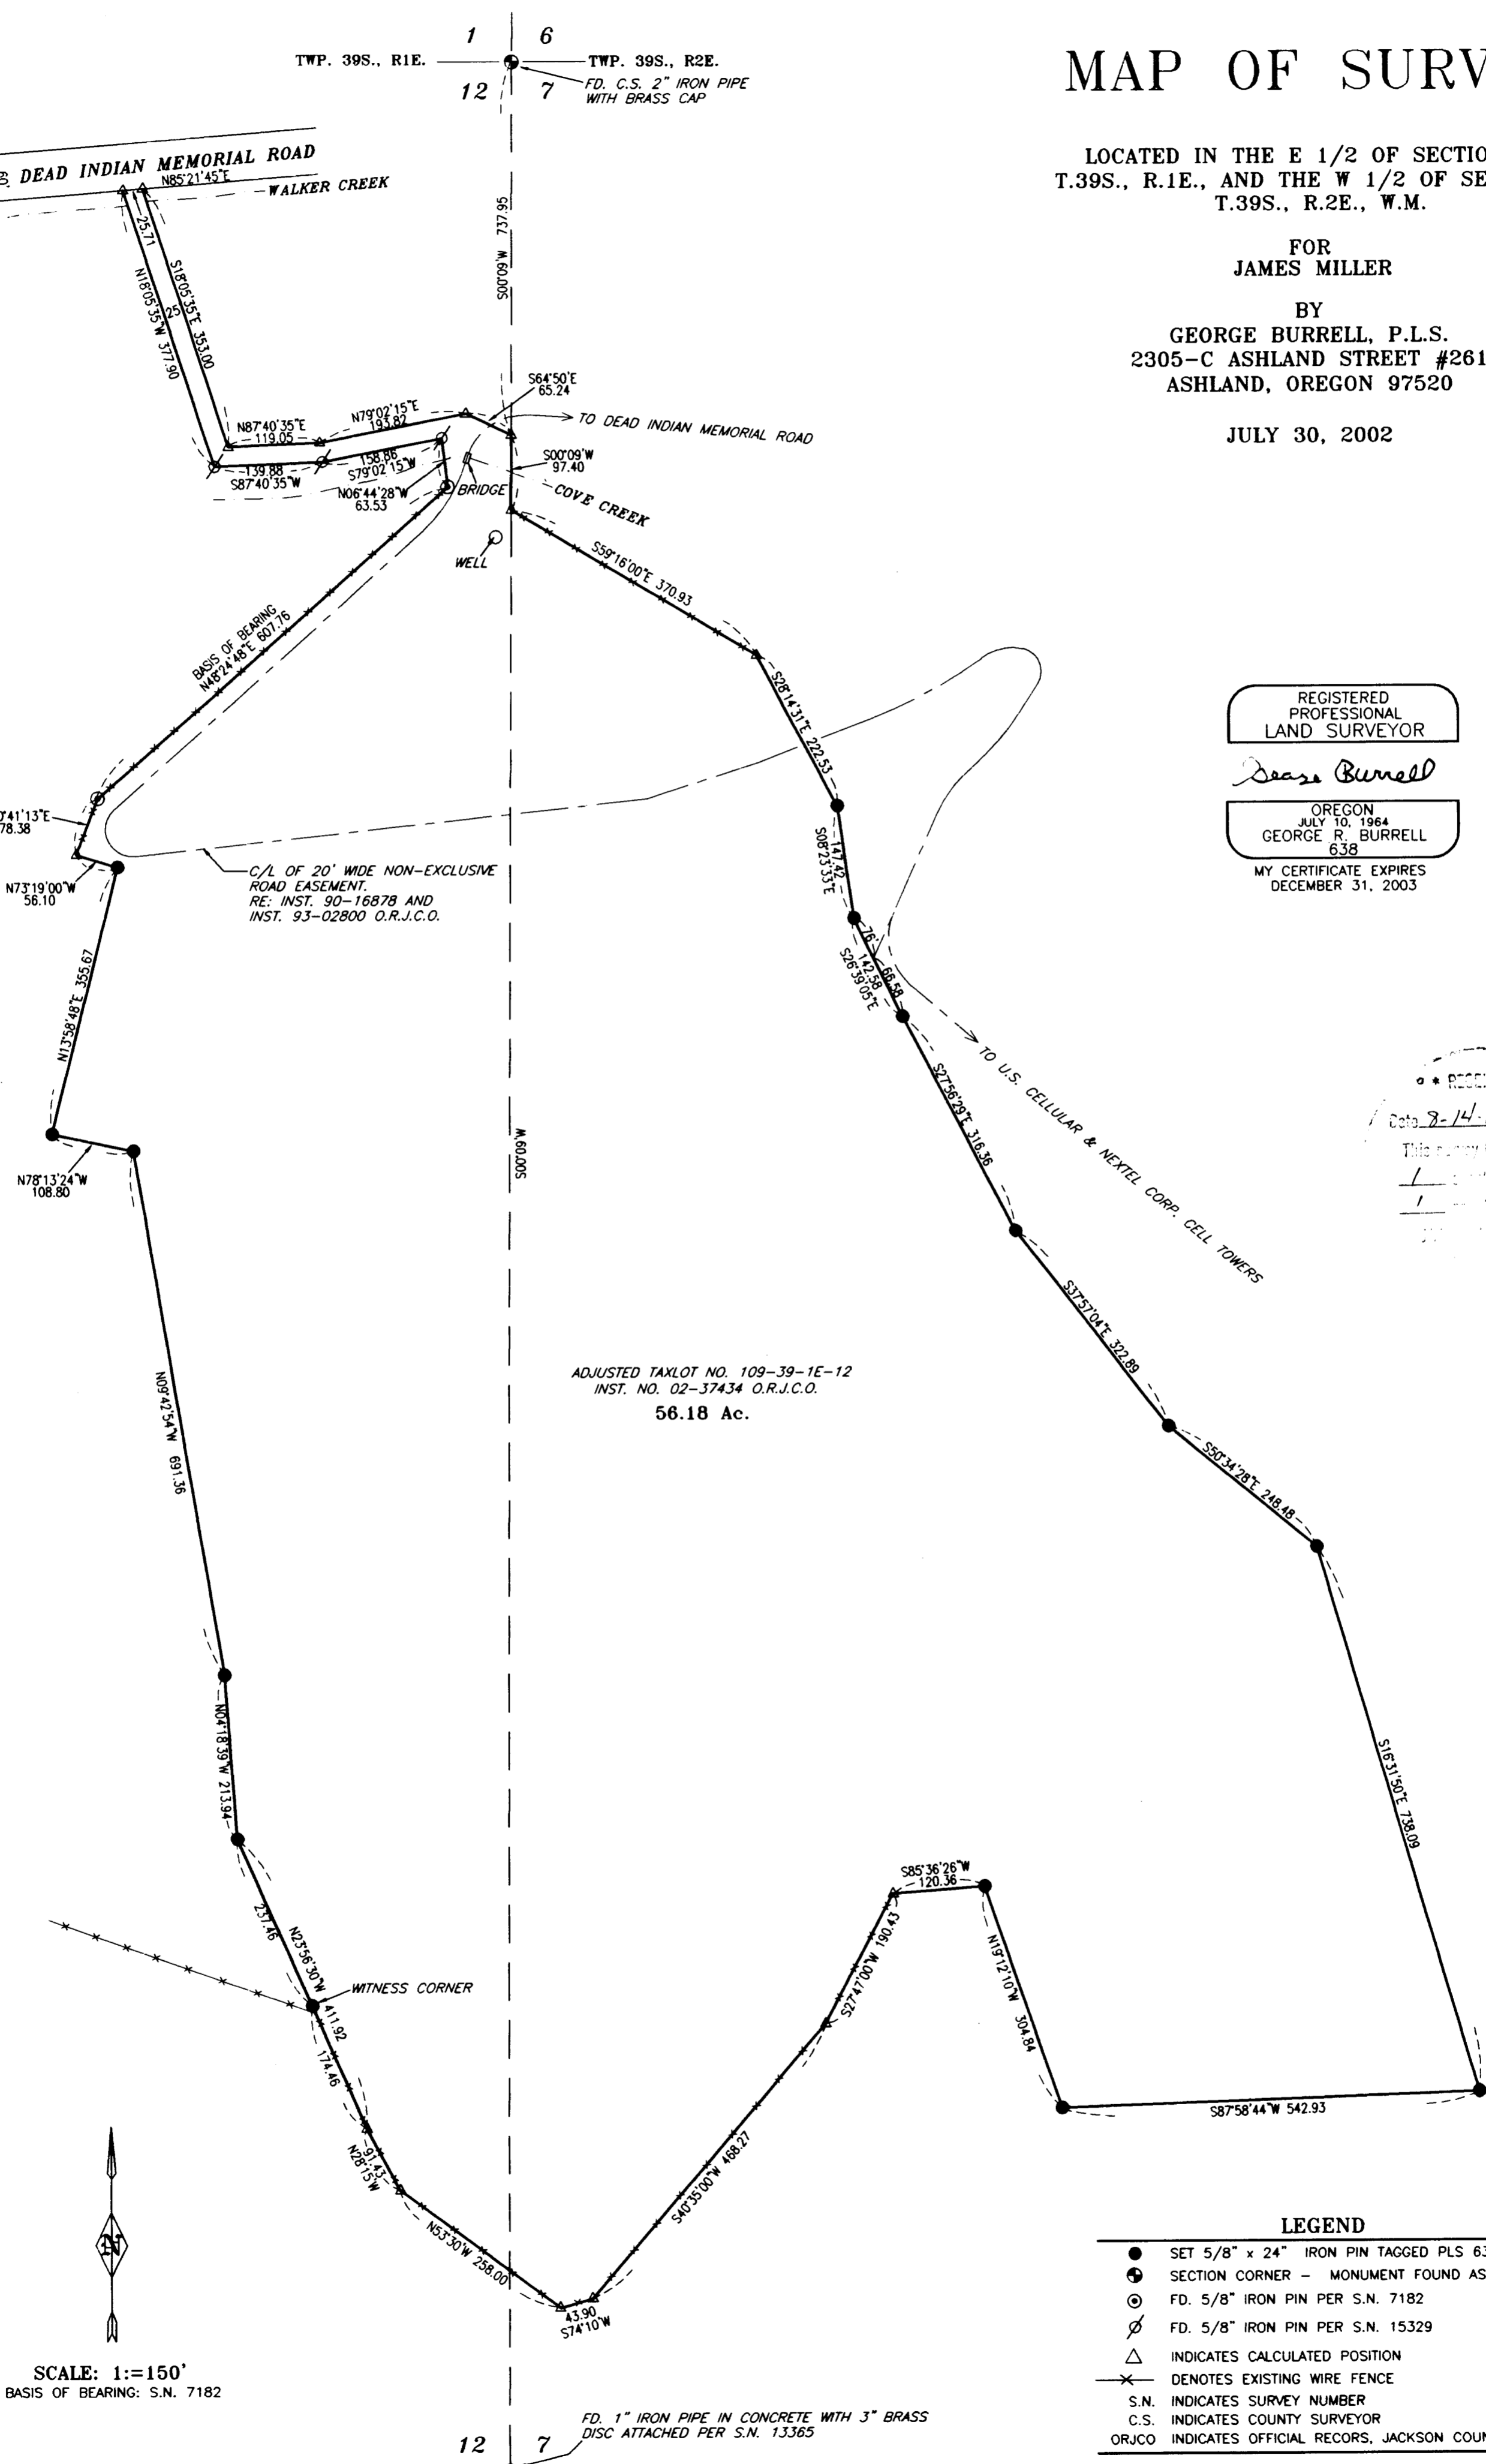 1 6
TWP. 39S., R1E.
TWP. 39S., R2E.
12 7
FD. C.S. 2" IRON PIPE
WITH BRASS CAP
MAP OF SURV
LOCATED IN THE E 1/2 OF SECTIO
T.39S., R.1E., AND THE W 1/2 OF SE
T.39S., R.2E., W.M.
FOR
JAMES MILLER
BY
GEORGE BURRELL, P.L.S.
2305-C ASHLAND STREET #261
ASHLAND, OREGON 97520
JULY 30, 2002
DEAD INDIAN MEMORIAL ROAD
N85°21'45"E
WALKER CREEK
25.71
N18°05'35"W 377.90
25
S18°05'35"E 353.00
S00°09'W 737.95
N87°40'35"E
119.05
N79°02'15"E
193.82
S64°50'E
65.24
TO DEAD INDIAN MEMORIAL ROAD
139.88
S87°40'35"W
158.86
S79°02'15"W
N06°44'28"W
63.53
BRIDGE
S00°09'W
97.40
COVE CREEK
WELL
S59°16'00"E 370.93
BASIS OF BEARING
N48°24'48"E 607.76
S28°14'31"E 222.53
REGISTERED
PROFESSIONAL
LAND SURVEYOR
George Burrell
OREGON
JULY 10, 1964
GEORGE R. BURRELL
638
MY CERTIFICATE EXPIRES
DECEMBER 31, 2003
°41'13"E
78.38
N73°19'00"W
56.10
C/L OF 20' WIDE NON-EXCLUSIVE
ROAD EASEMENT.
RE: INST. 90-16878 AND
INST. 93-02800 O.R.J.C.O.
147.42
S08°23'33"E
76'
66.58
142.58
S26°39'05"E
N13°58'48"E 355.67
TO U.S. CELLULAR & NEXTEL CORP. CELL TOWERS
S27°56'29"E 316.36
Date 8-14-
This survey
1
1
N78°13'24"W
108.80
S00°09'W
S37°57'04"E 322.89
ADJUSTED TAXLOT NO. 109-39-1E-12
INST. NO. 02-37434 O.R.J.C.O.
56.18 Ac.
N09°42'54"W 691.36
S50°34'28"E 248.48
N04°18'39"W 213.94
S16°31'50"E 738.09
S85°36'26"W
120.36
237.46
N23°56'30"W 411.92
WITNESS CORNER
174.46
S27°47'00"W 190.43
N19°12'10"W 304.84
S87°58'44"W 542.93
91.43
N28°15'W
S40°35'00"W 468.27
N53°30'W 258.00
43.90
S74°10'W
N
SCALE: 1:=150'
BASIS OF BEARING: S.N. 7182
LEGEND
SET 5/8" x 24" IRON PIN TAGGED PLS 63
SECTION CORNER - MONUMENT FOUND AS
FD. 5/8" IRON PIN PER S.N. 7182
FD. 5/8" IRON PIN PER S.N. 15329
INDICATES CALCULATED POSITION
DENOTES EXISTING WIRE FENCE
S.N. INDICATES SURVEY NUMBER
C.S. INDICATES COUNTY SURVEYOR
ORJCO INDICATES OFFICIAL RECORS, JACKSON COUN
FD. 1" IRON PIPE IN CONCRETE WITH 3" BRASS
DISC ATTACHED PER S.N. 13365
12 7